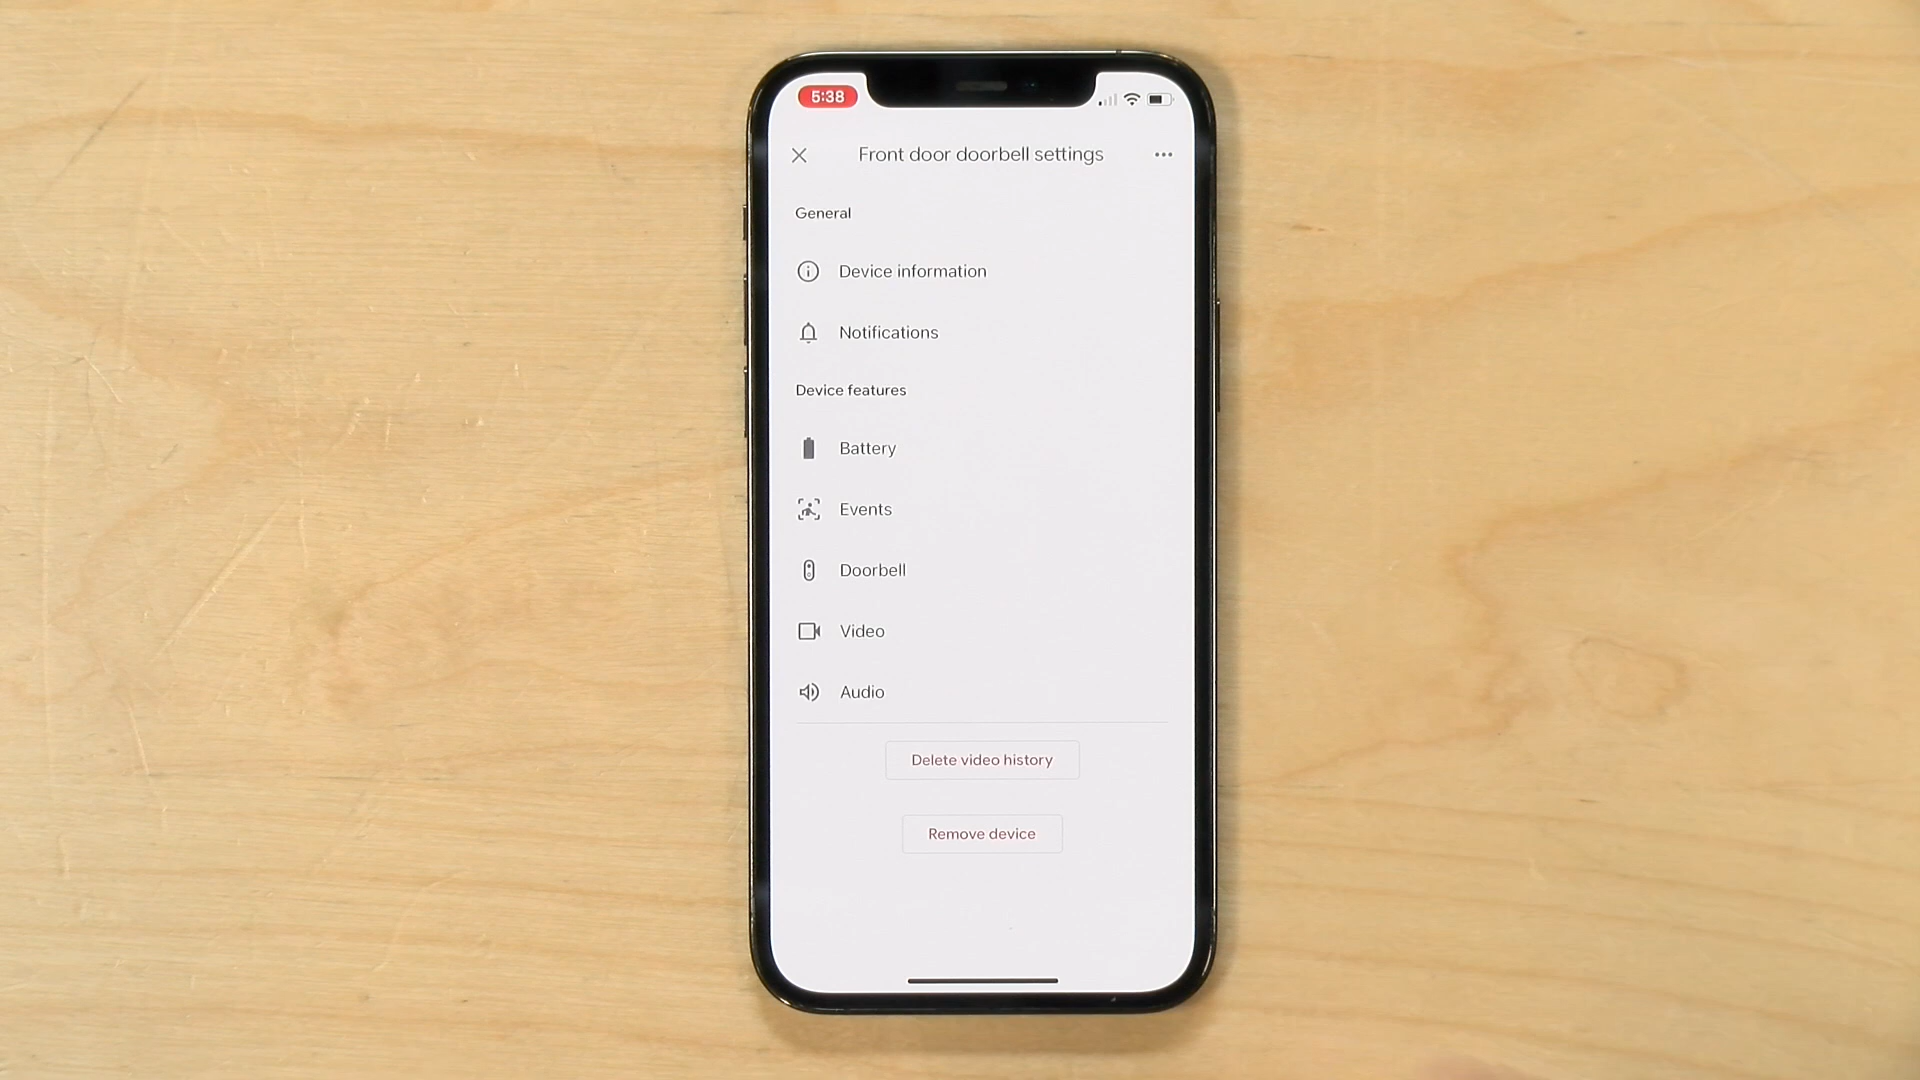 5:38
Front door doorbell settings
General
Device information
Notifications
Device features
Battery
Events
Doorbell
Video
Audio
Delete video history
Remove device